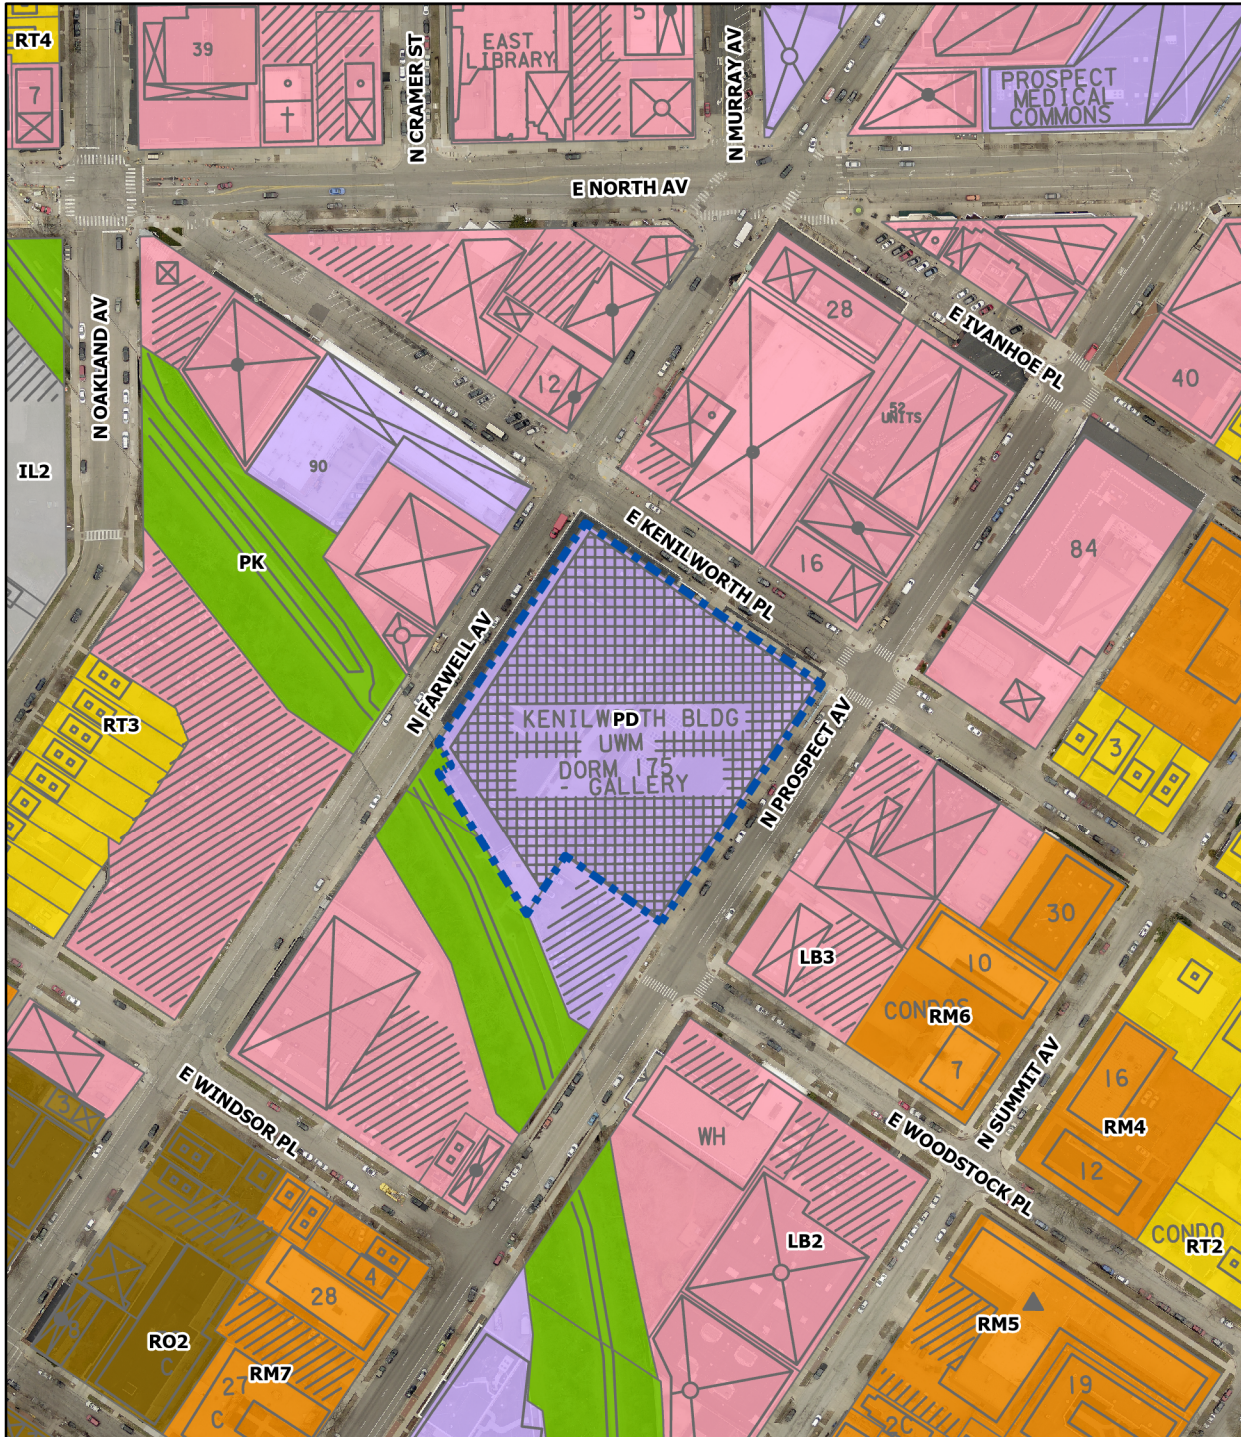 RT4
39
7
N CRAMER ST
EAST
LIBRARY
5
N MURRAY AV
PROSPECT
MEDICAL
COMMONS
E NORTH AV
N OAKLAND AV
28
E IVANHOE PL
12
40
52
UNITS
IL2
90
E KENILWORTH PL
84
16
PK
N FARWELL AV
RT3
KENILWORTH BLDG
PD
UWM
DORM 175
- GALLERY
N PROSPECT AV
3
30
LB3
10
CONDOS
RM6
7
N SUMMIT AV
E WINDSOR PL
3
WH
E WOODSTOCK PL
16
RM4
12
CONDO
RT2
LB2
4
28
RO2
C
RM7
27
C
RM5
19
2C